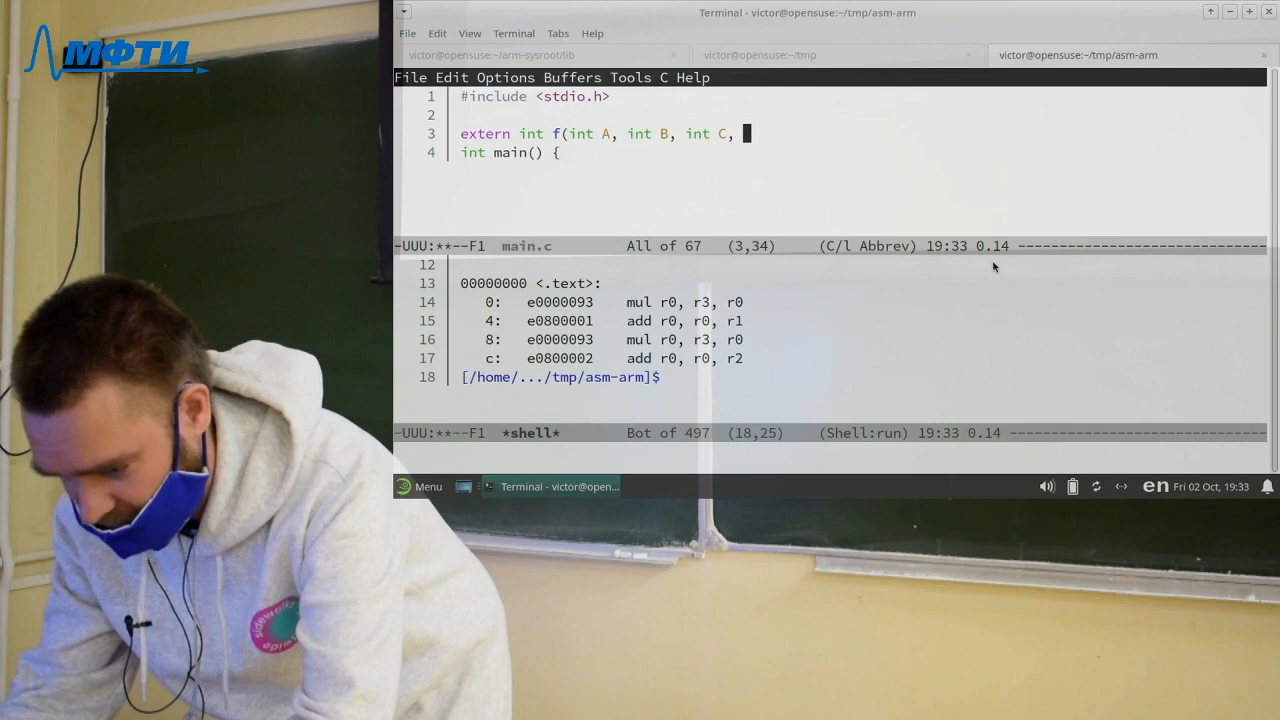 МФТИ
Terminal - victor@opensuse:~/tmp/asm-arm
File Edit View Terminal Tabs Help
victor@opensuse:~/arm-sysroot/lib
victor@opensuse:~/tmp
victor@opensuse:~/tmp/asm-arm
File Edit Options Buffers Tools C Help
1 #include <stdio.h>
2
3 extern int f(int A, int B, int C,
4 int main() {
-UUU:**--F1 main.c All of 67 (3,34) (C/l Abbrev) 19:33 0.14
12
13 00000000 <.text>:
14 0: e0000093 mul r0, r3, r0
15 4: e0800001 add r0, r0, r1
16 8: e0000093 mul r0, r3, r0
17 c: e0800002 add r0, r0, r2
18 [/home/.../tmp/asm-arm]$
-UUU:**--F1 *shell* Bot of 497 (18,25) (Shell:run) 19:33 0.14
Menu
Terminal - victor@open...
en Fri 02 Oct, 19:33
sidewalks